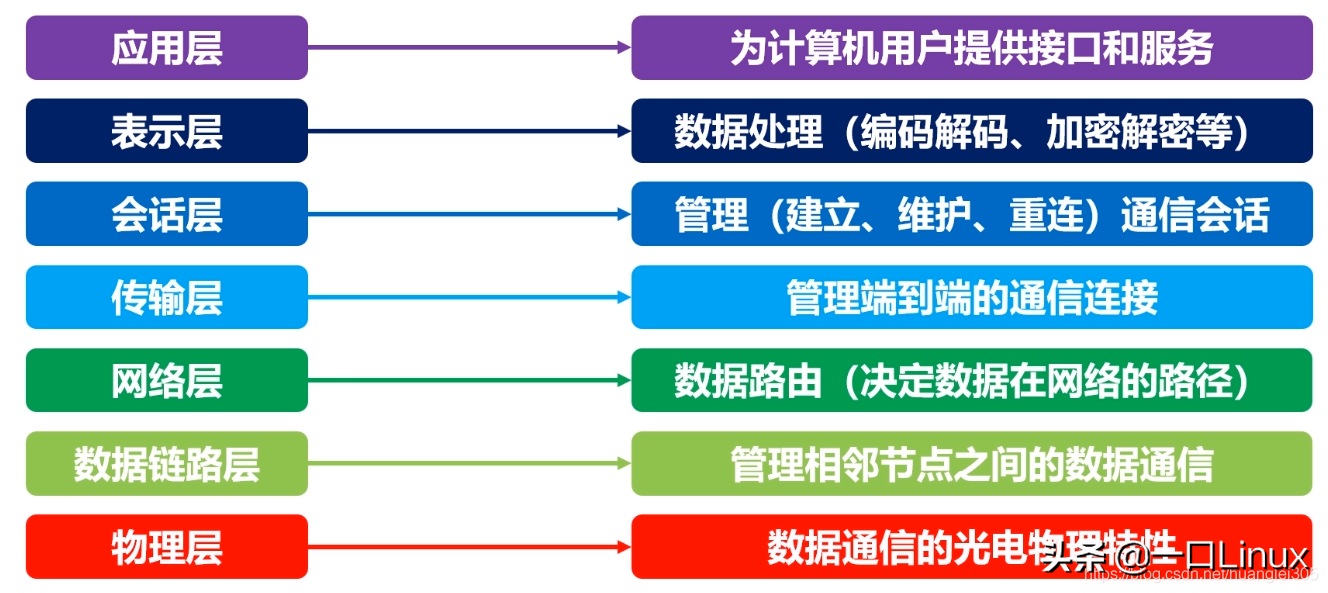 应用层
为计算机用户提供接口和服务
表示层
数据处理（编码解码、加密解密等）
会话层
管理（建立、维护、重连）通信会话
传输层
管理端到端的通信连接
网络层
数据路由（决定数据在网络的路径）
数据链路层
管理相邻节点之间的数据通信
物理层
数据通信的光电物理特性
头条 @一口Linux
https://blog.csdn.net/huanglei305